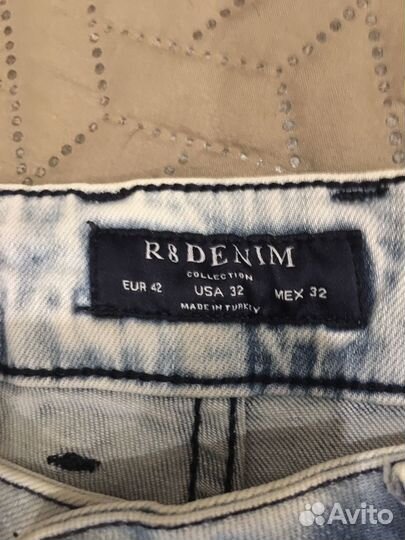 R8DENIM
COLLECTION
EUR 42 USA 32 MEX 32
MADE IN TURKEY
Avito